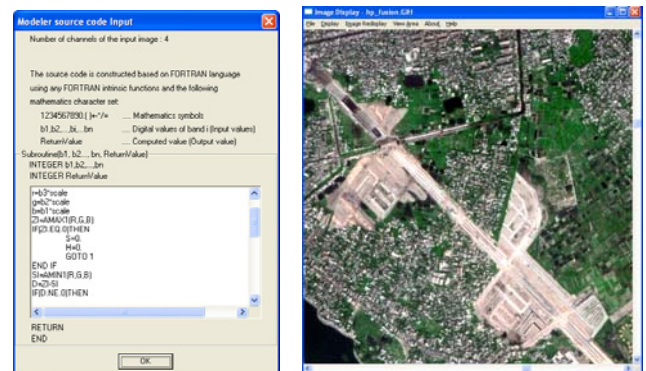 Modeler source code Input
Number of channels of the input image : 4
The source code is constructed based on FORTRAN language
using any FORTRAN intrinsic functions and the following
mathematics character set:
1234567890.( )+-*/= .... Mathematics symbols
b1,b2,...,bi,...bn .... Digital values of band i (Input values)
ReturnValue .... Computed value (Output value)
Subroutine(b1, b2..., bn, ReturnValue)
INTEGER b1,b2,...,bn
INTEGER ReturnValue
r=b3*scale
g=b2*scale
b=b1*scale
ZI=AMAX1(R,G,B)
IF(ZI.EQ.0)THEN
S=0.
H=0.
GOTO 1
END IF
SI=AMIN1(R,G,B)
D=ZI-SI
IF(D.NE.0)THEN
RETURN
END
OK
Image Display - hp_fusion.G01
File Display Image Redisplay View Area About Help